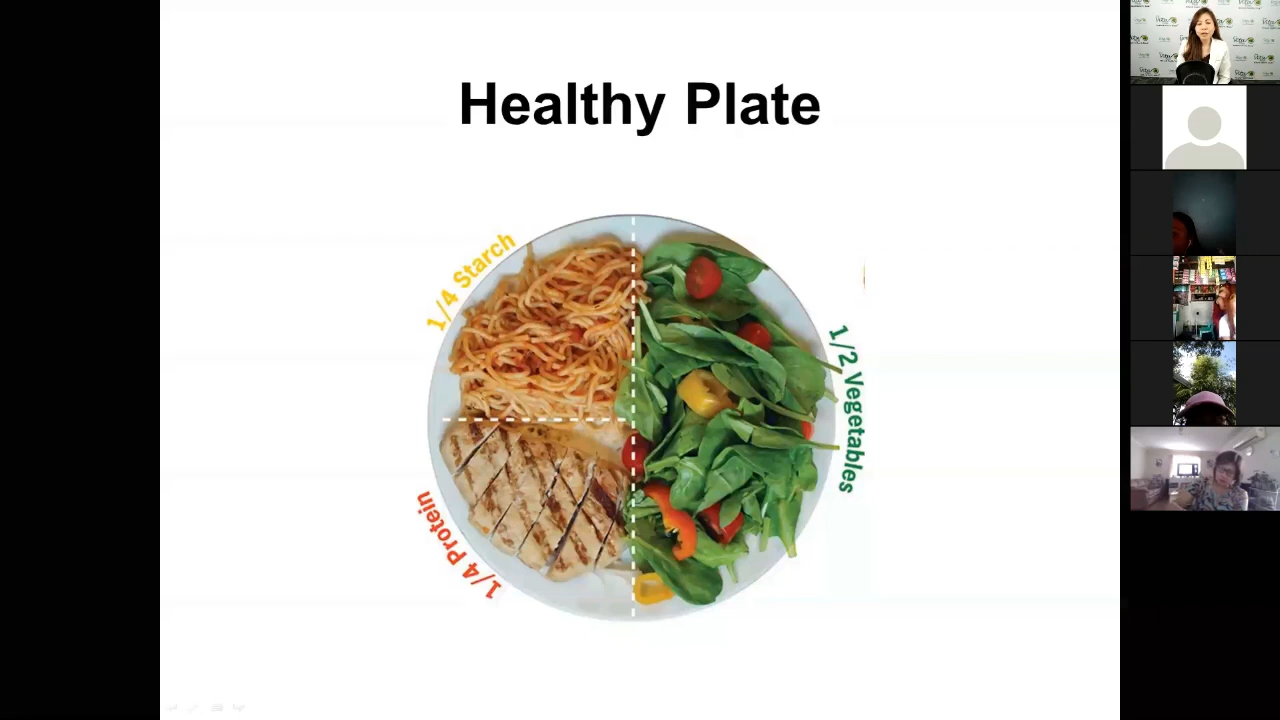 Healthy Plate
1/4 Starch
1/2 Vegetables
1/4 Protein